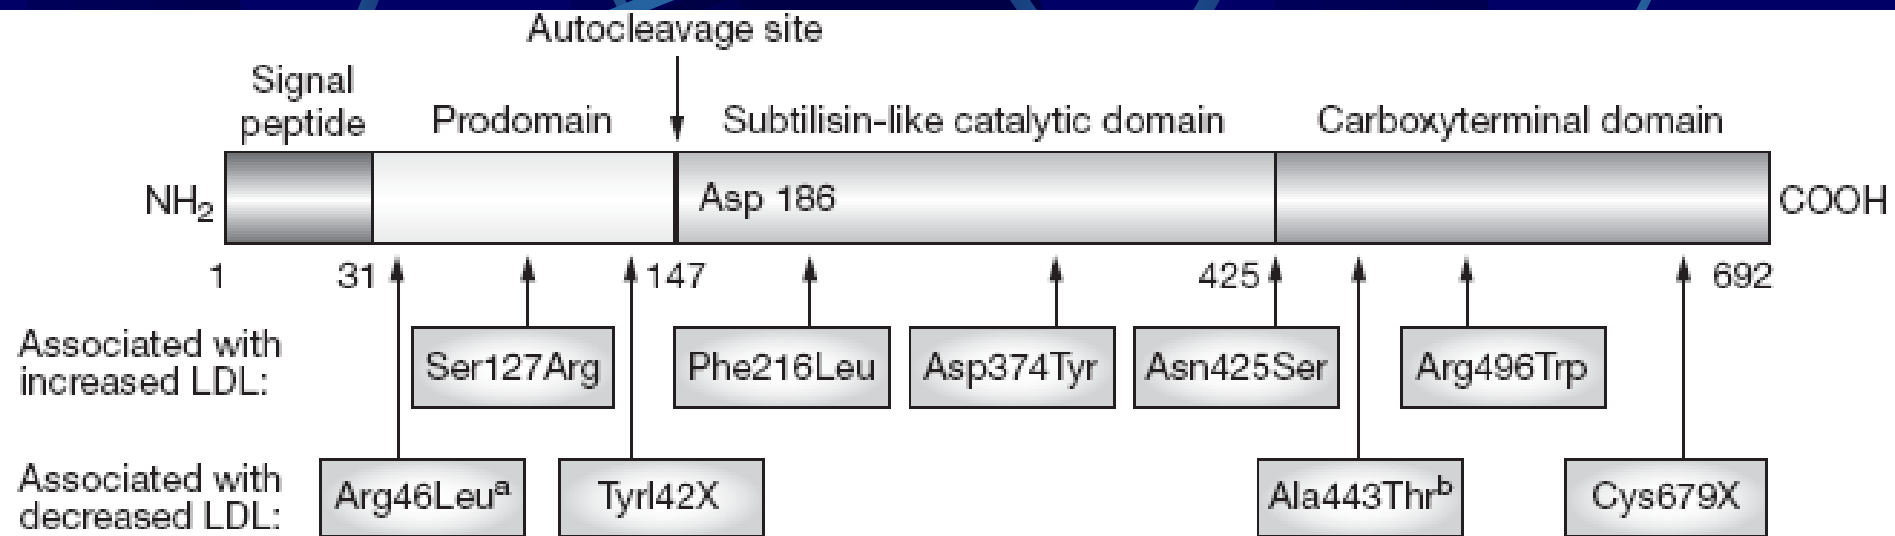 Autocleavage site
Signal
peptide
Prodomain
Subtilisin-like catalytic domain
Carboxyterminal domain
NH2
Asp 186
COOH
1
31
147
425
692
Associated with
increased LDL:
Ser127Arg
Phe216Leu
Asp374Tyr
Asn425Ser
Arg496Trp
Associated with
decreased LDL:
Arg46Leuª
Tyrl42X
Ala443Thrb
Cys679X